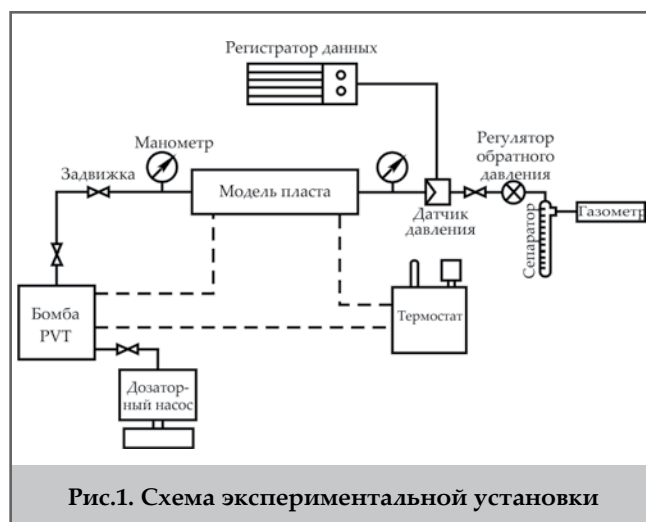 Регистратор данных
Манометр
Задвижка
Модель пласта
Регулятор
обратного
давления
Датчик
давления
Сепаратор
Газометр
Бомба
PVT
Термостат
Дозатор-
ный насос
Рис.1. Схема экспериментальной установки